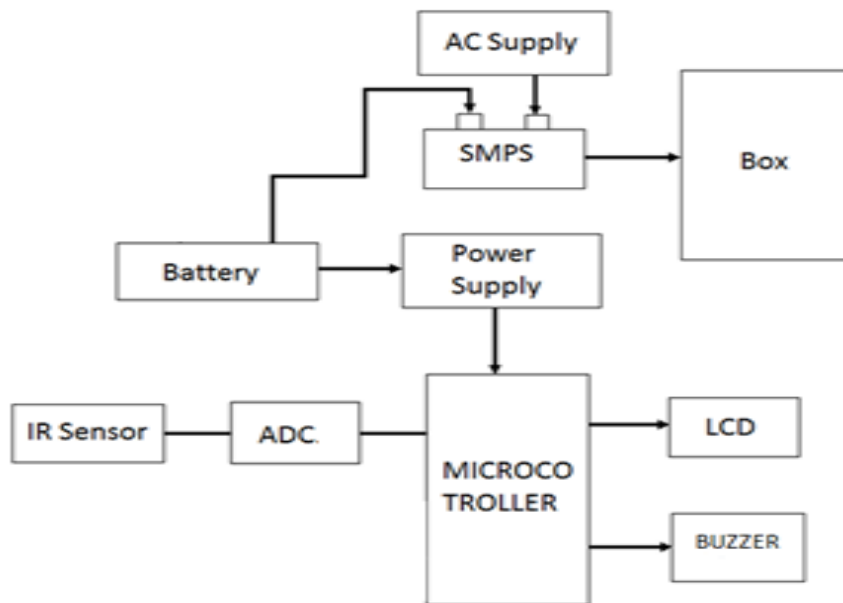 AC Supply
SMPS
Box
Battery
Power
Supply
IR Sensor
ADC.
MICROCO
TROLLER
LCD
BUZZER